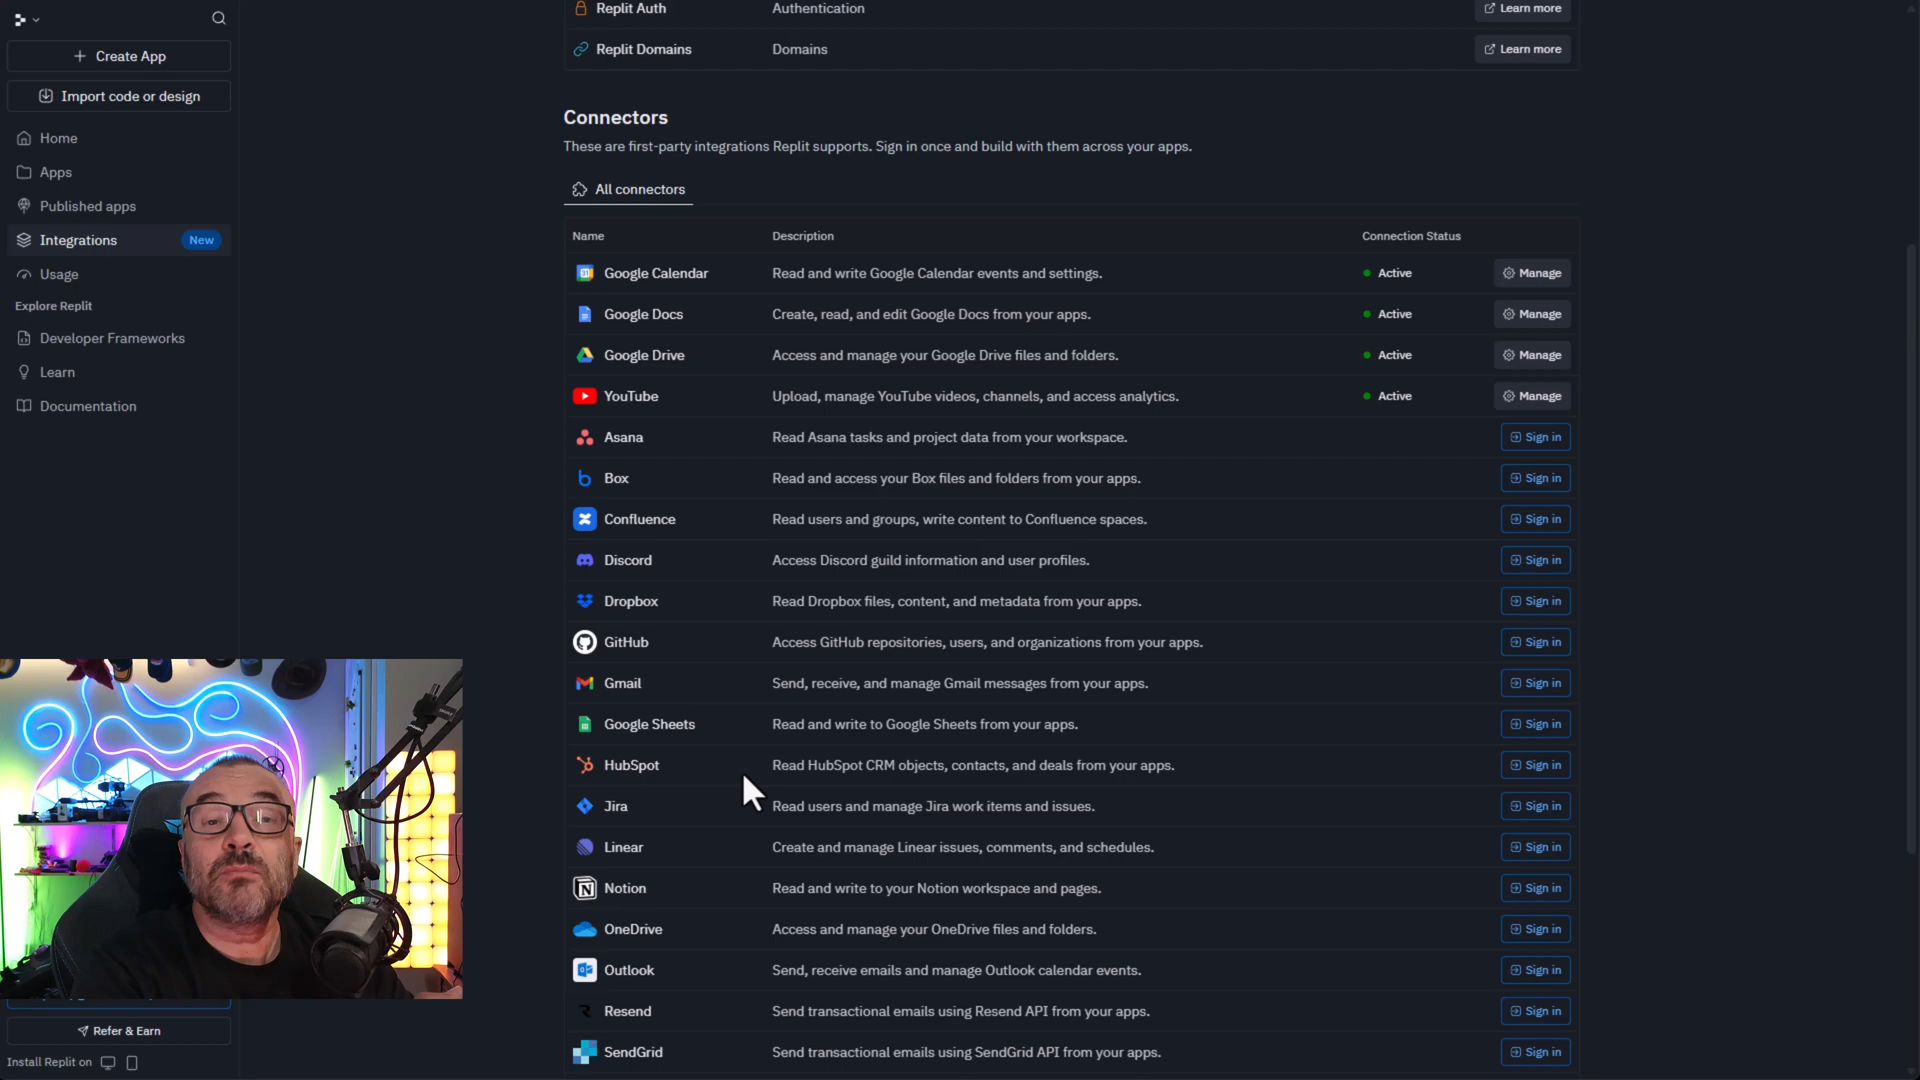 Create App
Import code or design
Home
Apps
Published apps
Integrations New
Usage
Explore Replit
Developer Frameworks
Learn
Documentation
Refer & Earn
Install Replit on
Replit Auth Authentication Learn more
Replit Domains Domains Learn more
Connectors
These are first-party integrations Replit supports. Sign in once and build with them across your apps.
All connectors
Name Description Connection Status
Google Calendar Read and write Google Calendar events and settings. Active Manage
Google Docs Create, read, and edit Google Docs from your apps. Active Manage
Google Drive Access and manage your Google Drive files and folders. Active Manage
YouTube Upload, manage YouTube videos, channels, and access analytics. Active Manage
Asana Read Asana tasks and project data from your workspace. Sign in
Box Read and access your Box files and folders from your apps. Sign in
Confluence Read users and groups, write content to Confluence spaces. Sign in
Discord Access Discord guild information and user profiles. Sign in
Dropbox Read Dropbox files, content, and metadata from your apps. Sign in
GitHub Access GitHub repositories, users, and organizations from your apps. Sign in
Gmail Send, receive, and manage Gmail messages from your apps. Sign in
Google Sheets Read and write to Google Sheets from your apps. Sign in
HubSpot Read HubSpot CRM objects, contacts, and deals from your apps. Sign in
Jira Read users and manage Jira work items and issues. Sign in
Linear Create and manage Linear issues, comments, and schedules. Sign in
Notion Read and write to your Notion workspace and pages. Sign in
OneDrive Access and manage your OneDrive files and folders. Sign in
Outlook Send, receive emails and manage Outlook calendar events. Sign in
Resend Send transactional emails using Resend API from your apps. Sign in
SendGrid Send transactional emails using SendGrid API from your apps. Sign in